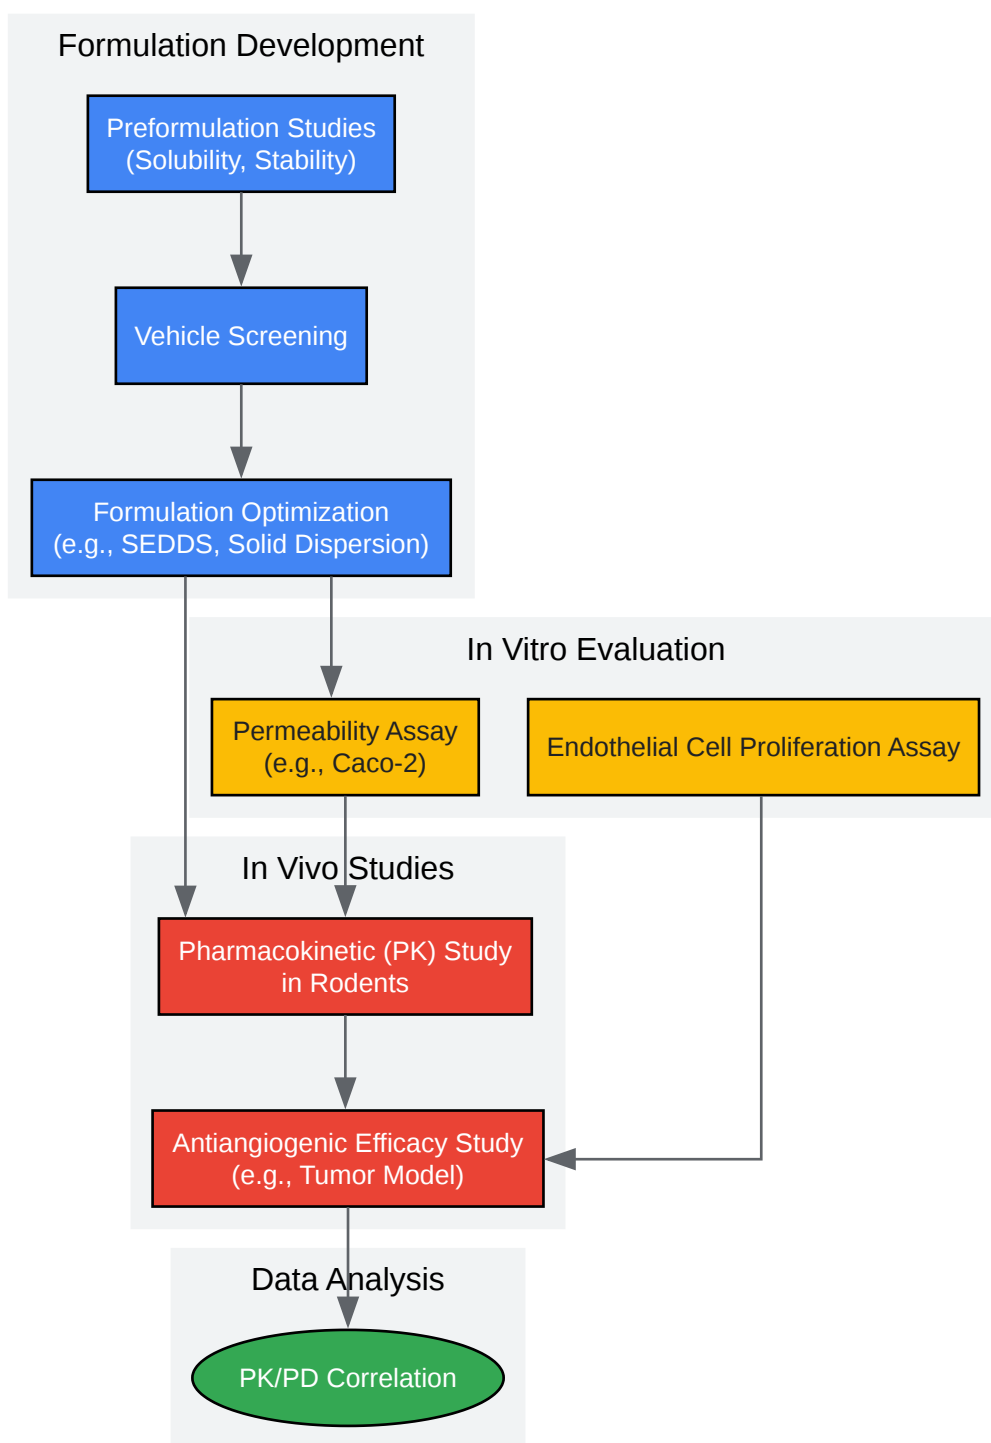 Formulation Development
Preformulation Studies
(Solubility, Stability)
Vehicle Screening
Formulation Optimization
(e.g., SEDDS, Solid Dispersion)
In Vitro Evaluation
Permeability Assay
(e.g., Caco-2)
Endothelial Cell Proliferation Assay
In Vivo Studies
Pharmacokinetic (PK) Study
in Rodents
Antiangiogenic Efficacy Study
(e.g., Tumor Model)
Data Analysis
PK/PD Correlation